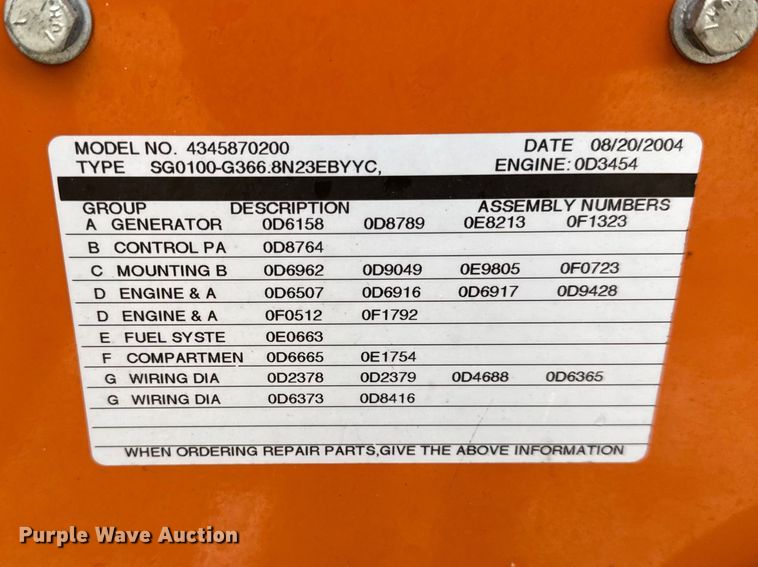 MODEL NO. 4345870200 DATE 08/20/2004
TYPE SG0100-G366.8N23EBYYC, ENGINE: 0D3454
GROUP DESCRIPTION ASSEMBLY NUMBERS
A GENERATOR 0D6158 0D8789 0E8213 0F1323
B CONTROL PA 0D8764
C MOUNTING B 0D6962 0D9049 0E9805 0F0723
D ENGINE & A 0D6507 0D6916 0D6917 0D9428
D ENGINE & A 0F0512 0F1792
E FUEL SYSTE 0E0663
F COMPARTMEN 0D6665 0E1754
G WIRING DIA 0D2378 0D2379 0D4688 0D6365
G WIRING DIA 0D6373 0D8416
WHEN ORDERING REPAIR PARTS,GIVE THE ABOVE INFORMATION
Purple Wave Auction